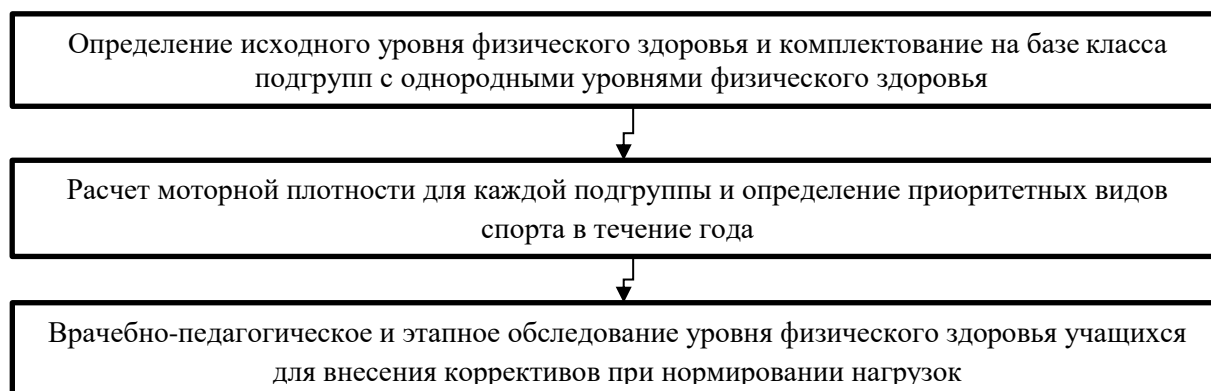 Определение исходного уровня физического здоровья и комплектование на базе класса
подгрупп с однородными уровнями физического здоровья
Расчет моторной плотности для каждой подгруппы и определение приоритетных видов
спорта в течение года
Врачебно-педагогическое и этапное обследование уровня физического здоровья учащихся
для внесения коррективов при нормировании нагрузок